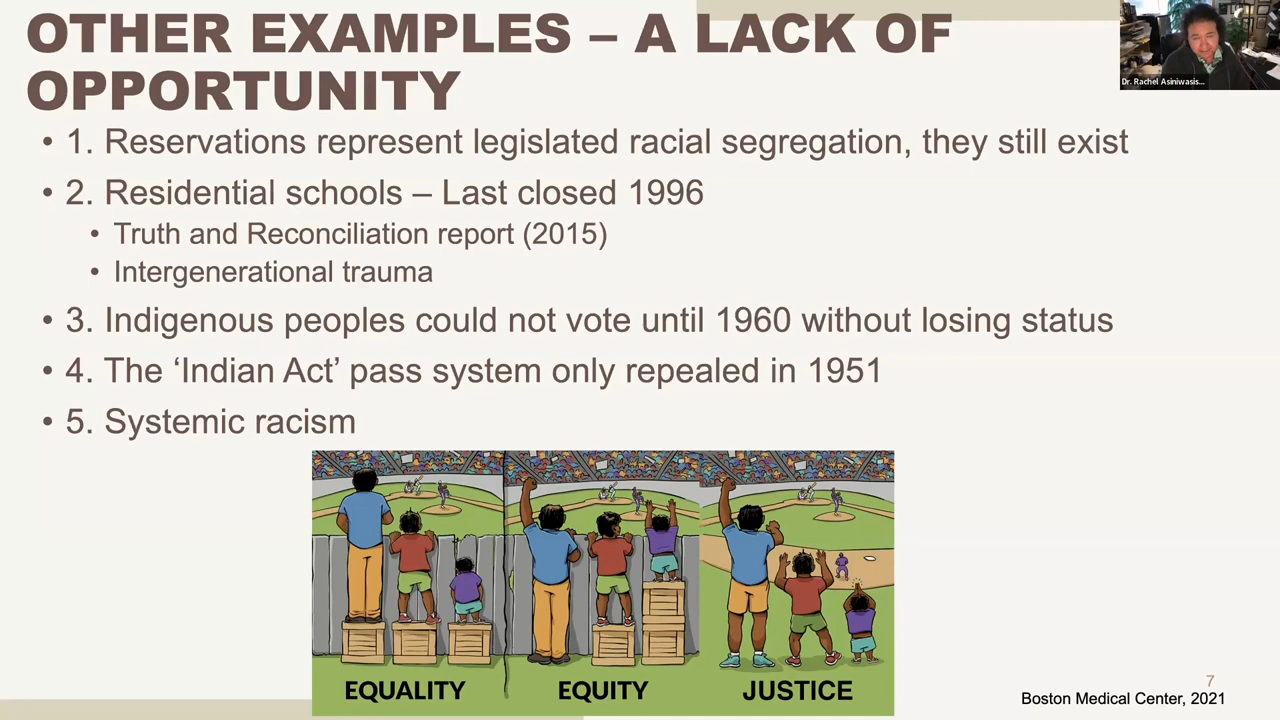 OTHER EXAMPLES – A LACK OF
OPPORTUNITY
• 1. Reservations represent legislated racial segregation, they still exist
• 2. Residential schools – Last closed 1996
• Truth and Reconciliation report (2015)
• Intergenerational trauma
• 3. Indigenous peoples could not vote until 1960 without losing status
• 4. The ‘Indian Act’ pass system only repealed in 1951
• 5. Systemic racism
EQUALITY
EQUITY
JUSTICE
7
Boston Medical Center, 2021
Dr. Rachel Asiniwasis...